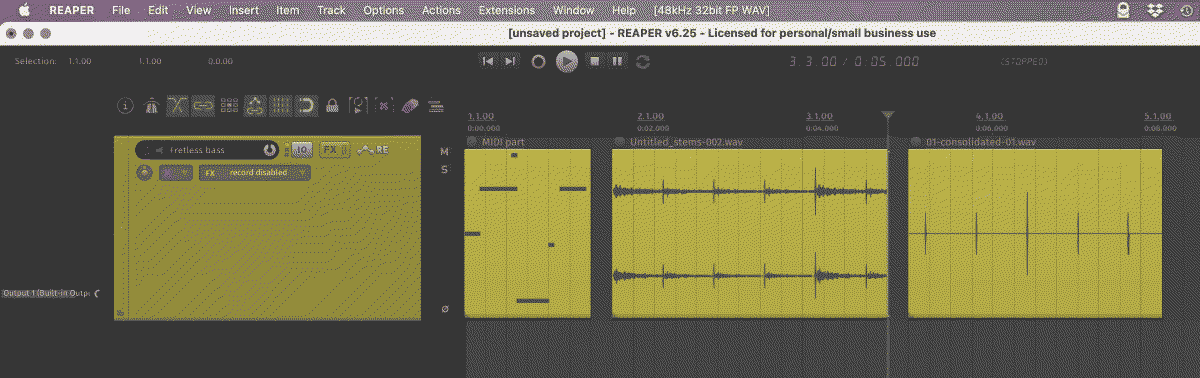 REAPER File Edit View Insert Item Track Options Actions Extensions Window Help [48kHz 32bit FP WAV]
[unsaved project] - REAPER v6.25 - Licensed for personal/small business use
Selection: 1.1.00 1.1.00 0.0.00 3.3.00 / 0:05.000 (STOPPED)
1.1.00 2.1.00 3.1.00 4.1.00 5.1.00
0:00.000 0:02.000 0:04.000 0:06.000 0:08.000
Fretless bass IO FX RE M MIDI part Untitled_stems-002.wav 01-consolidated-01.wav
FX record disabled S
Output 1 (Built-in Outp Ø